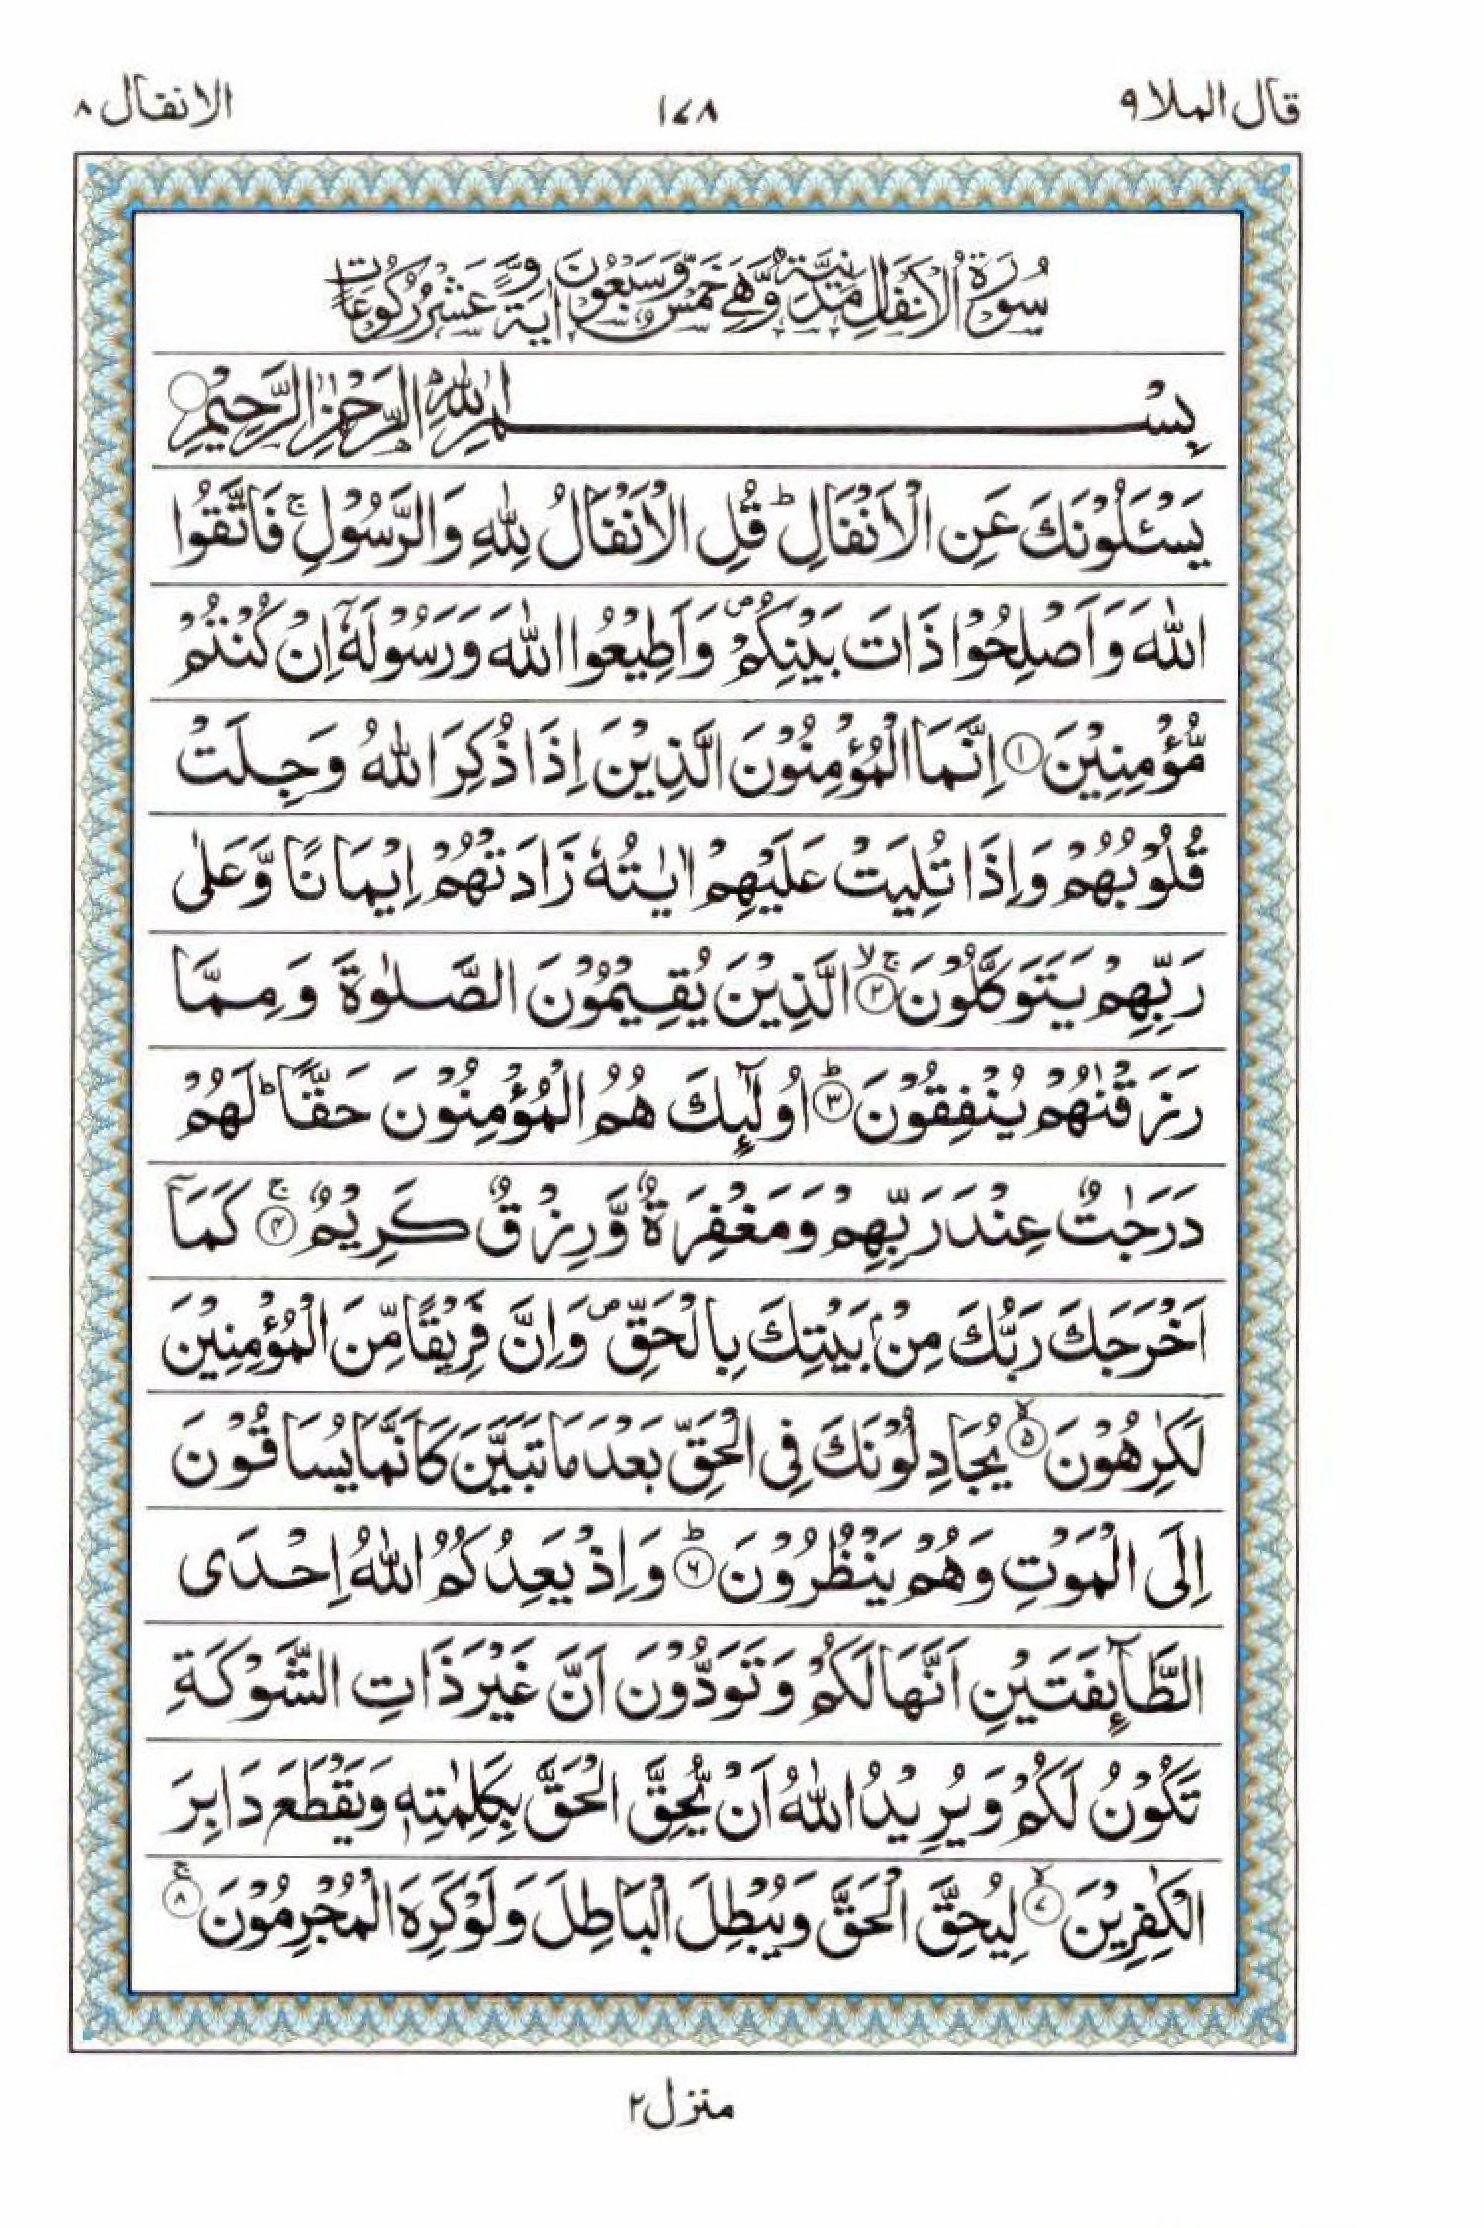 قال الملا ٩
١٧٨
الانفال ٨
سُورَةُ الْاَنْفَالِ مَدَنِيَّةٌ وَّهِيَ خَمْسٌ وَّسَبْعُوْنَ اٰيَةً وَّعَشْرُ رُكُوْعَاتٍ
بِسْمِ اللّٰهِ الرَّحْمٰنِ الرَّحِيْمِ
يَسْـَٔلُوْنَكَ عَنِ الْاَنْفَالِؕ قُلِ الْاَنْفَالُ لِلّٰهِ وَالرَّسُوْلِۚ فَاتَّقُوا
اللّٰهَ وَاَصْلِحُوْا ذَاتَ بَيْنِكُمْ۪ وَاَطِيْعُوا اللّٰهَ وَرَسُوْلَهٗۤ اِنْ كُنْتُمْ
مُّؤْمِنِيْنَ ۝١ اِنَّمَا الْمُؤْمِنُوْنَ الَّذِيْنَ اِذَا ذُكِرَ اللّٰهُ وَجِلَتْ
قُلُوْبُهُمْ وَاِذَا تُلِيَتْ عَلَيْهِمْ اٰيٰتُهٗ زَادَتْهُمْ اِيْمَانًا وَّعَلٰى
رَبِّهِمْ يَتَوَكَّلُوْنَۚۙ ۝٢ الَّذِيْنَ يُقِيْمُوْنَ الصَّلٰوةَ وَمِمَّا
رَزَقْنٰهُمْ يُنْفِقُوْنَؕ ۝٣ اُولٰٓئِكَ هُمُ الْمُؤْمِنُوْنَ حَقًّاؕ لَهُمْ
دَرَجٰتٌ عِنْدَ رَبِّهِمْ وَمَغْفِرَةٌ وَّرِزْقٌ كَرِيْمٌۚ ۝٤ كَمَاۤ
اَخْرَجَكَ رَبُّكَ مِنْۢ بَيْتِكَ بِالْحَقِّ۪ وَاِنَّ فَرِيْقًا مِّنَ الْمُؤْمِنِيْنَ
لَكٰرِهُوْنَۙ ۝٥ يُجَادِلُوْنَكَ فِى الْحَقِّ بَعْدَ مَا تَبَيَّنَ كَاَنَّمَا يُسَاقُوْنَ
اِلَى الْمَوْتِ وَهُمْ يَنْظُرُوْنَؕ ۝٦ وَاِذْ يَعِدُكُمُ اللّٰهُ اِحْدَى
الطَّآئِفَتَيْنِ اَنَّهَا لَكُمْ وَتَوَدُّوْنَ اَنَّ غَيْرَ ذَاتِ الشَّوْكَةِ
تَكُوْنُ لَكُمْ وَيُرِيْدُ اللّٰهُ اَنْ يُّحِقَّ الْحَقَّ بِكَلِمٰتِهٖ وَيَقْطَعَ دَابِرَ
الْكٰفِرِيْنَۙ ۝٧ لِيُحِقَّ الْحَقَّ وَيُبْطِلَ الْبَاطِلَ وَلَوْ كَرِهَ الْمُجْرِمُوْنَۚ ۝٨
منزل ٢